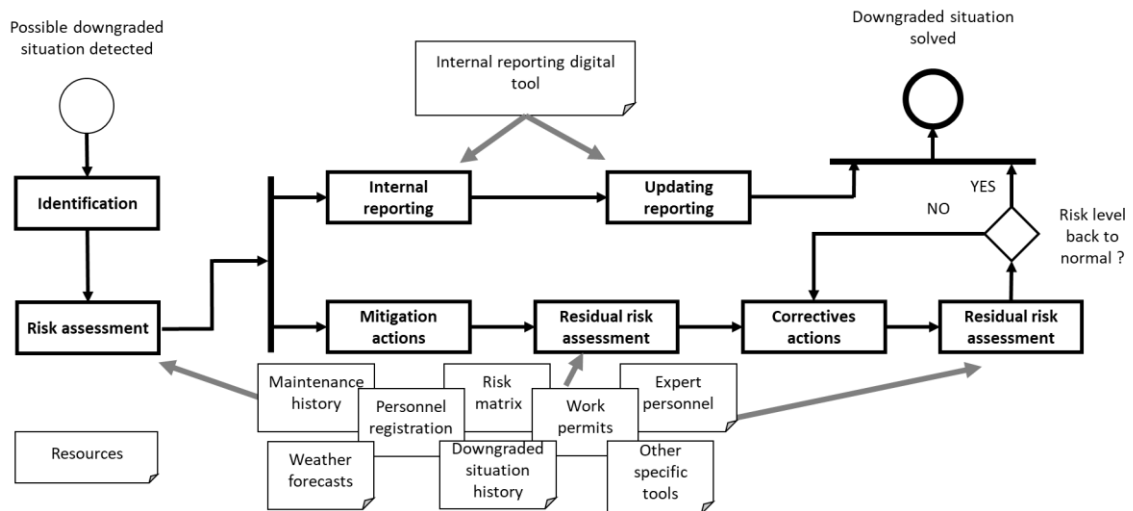 Possible downgraded
situation detected
Downgraded situation
solved
Internal reporting digital
tool
Identification
Internal
reporting
Updating
reporting
YES
NO
Risk level
back to
normal ?
Risk assessment
Mitigation
actions
Residual risk
assessment
Correctives
actions
Residual risk
assessment
Maintenance
history
Risk
matrix
Expert
personnel
Personnel
registration
Work
permits
Resources
Weather
forecasts
Downgraded
situation
history
Other
specific
tools